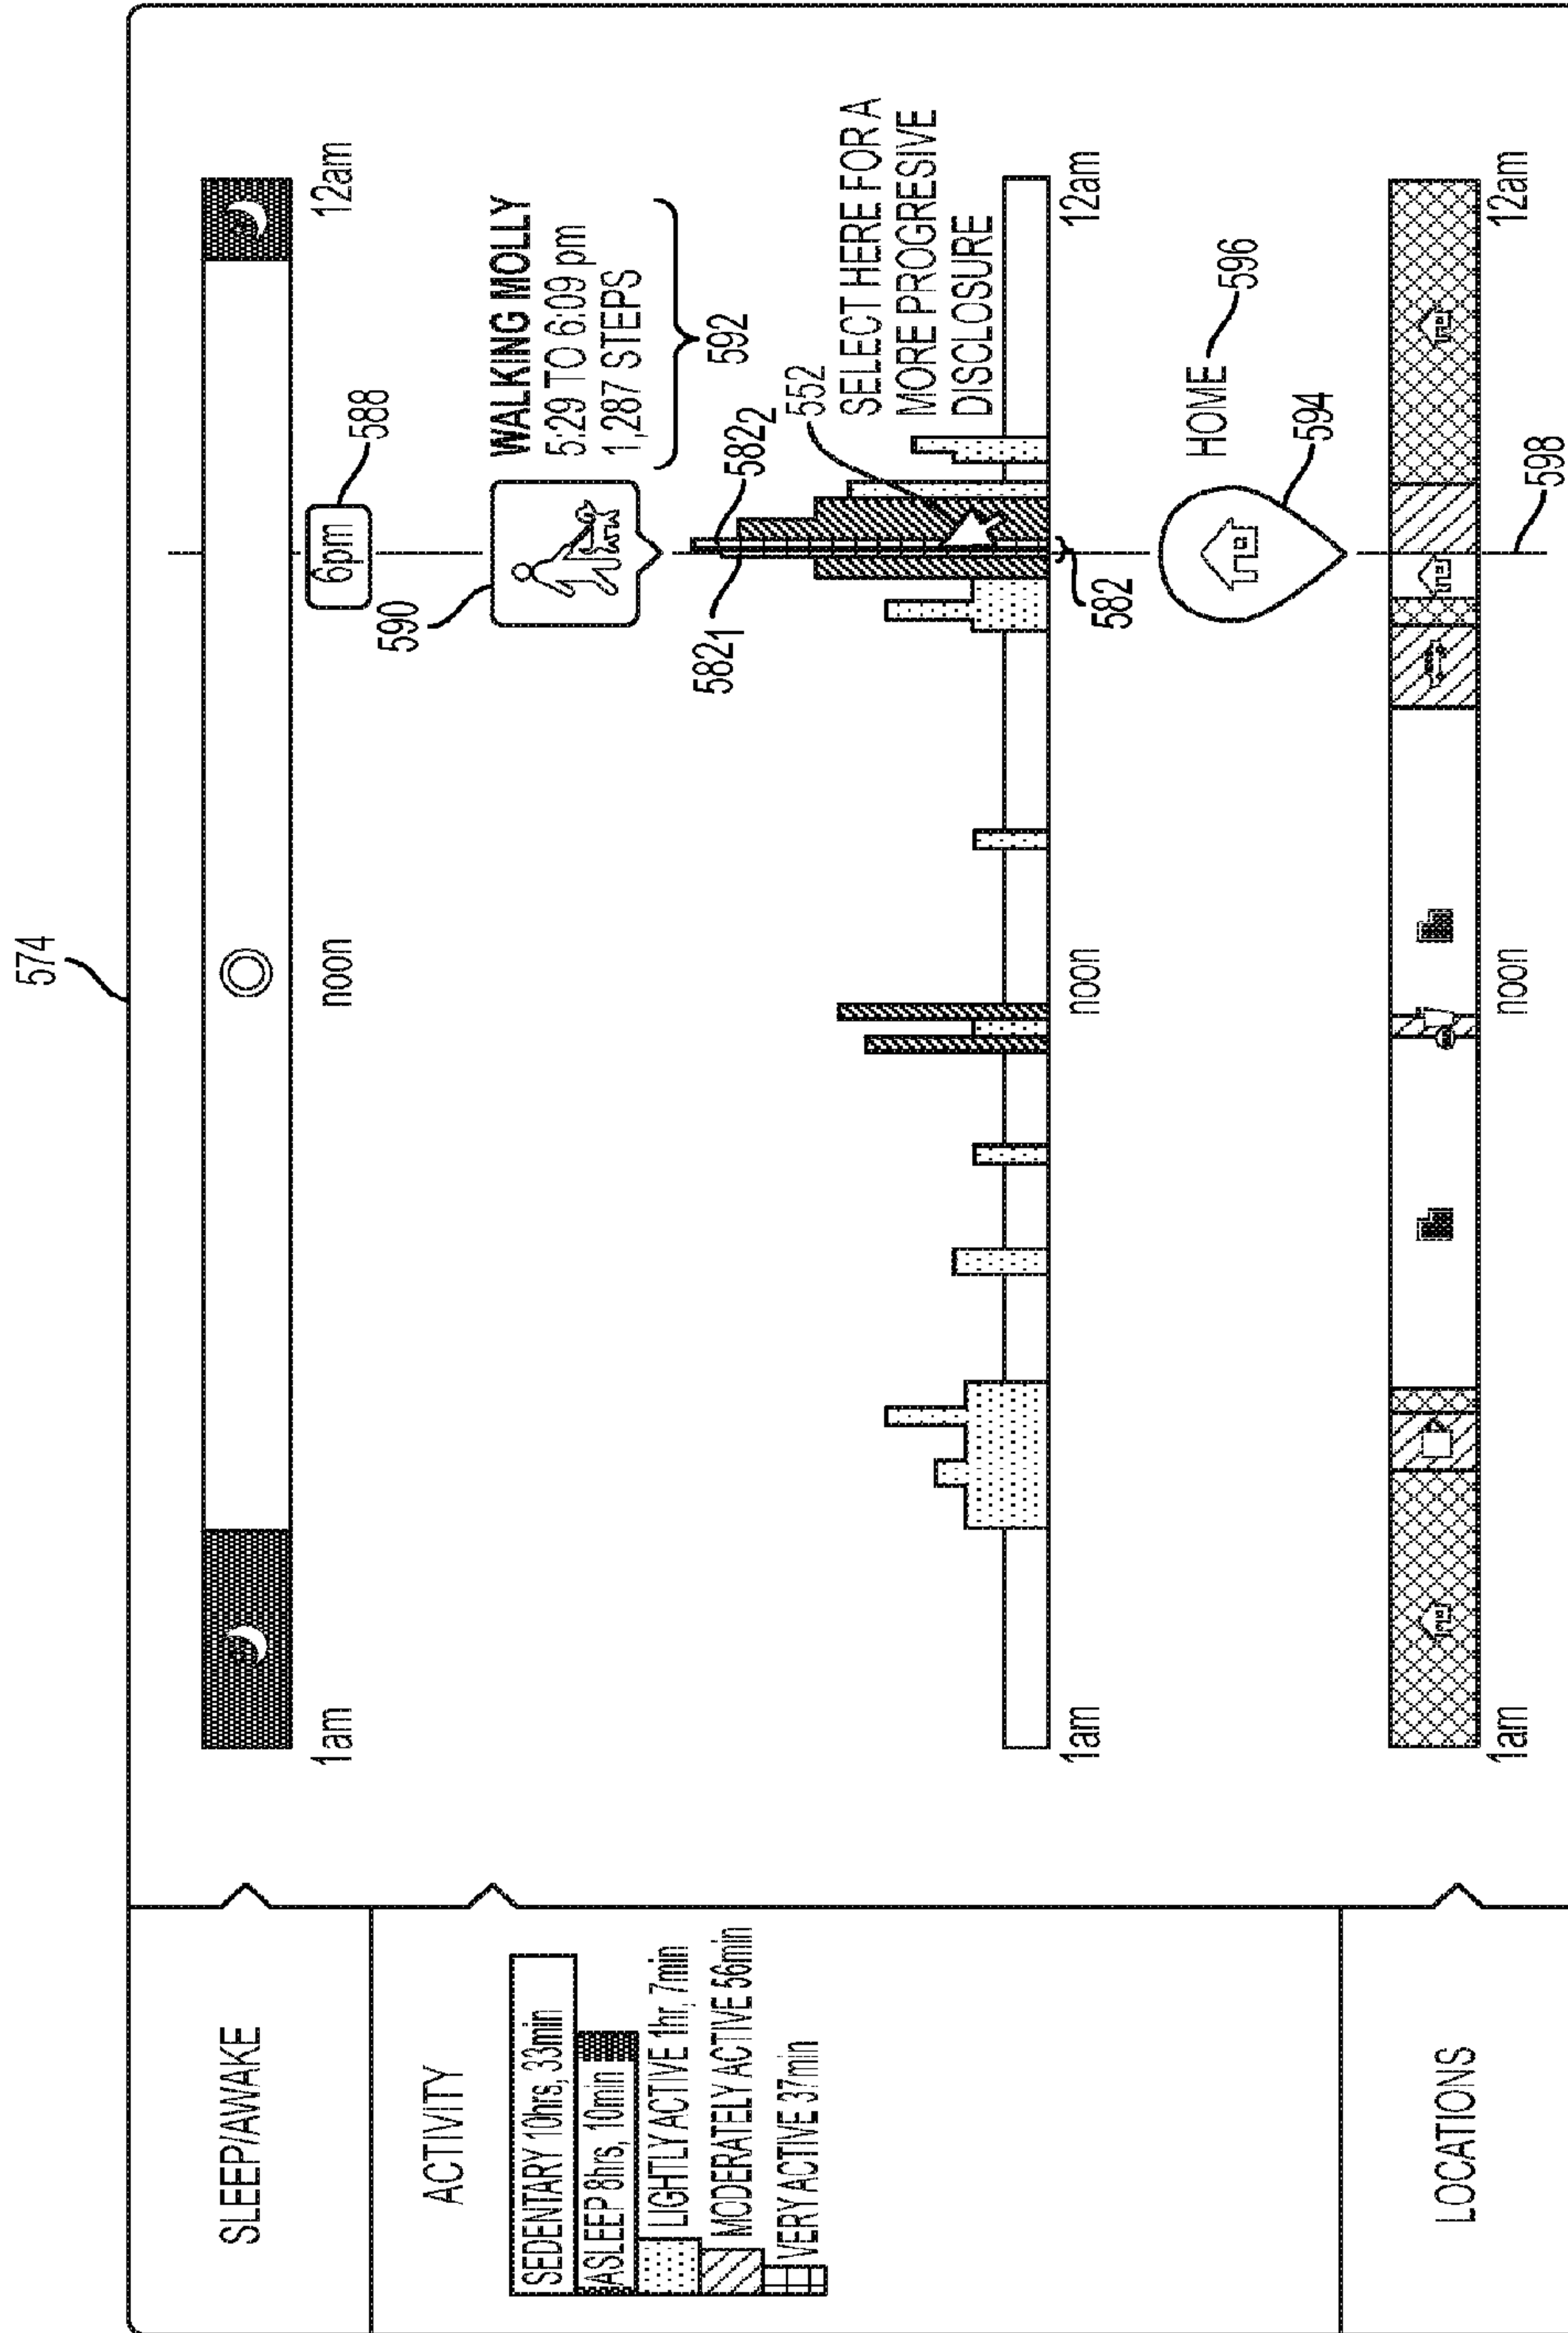 574
SLEEP/AWAKE
1am
noon
12am
6pm
588
590
WALKING MOLLY
5:29 TO 6:09 pm
1,287 STEPS
592
ACTIVITY
SEDENTARY 10hrs, 33min
ASLEEP 8hrs, 10min
LIGHTLY ACTIVE 1hr, 7min
MODERATELY ACTIVE 56min
VERY ACTIVE 37min
582₁
582₂
552
SELECT HERE FOR A
MORE PROGRESIVE
DISCLOSURE
1am
noon
12am
582
HOME
596
594
LOCATIONS
1am
noon
12am
598